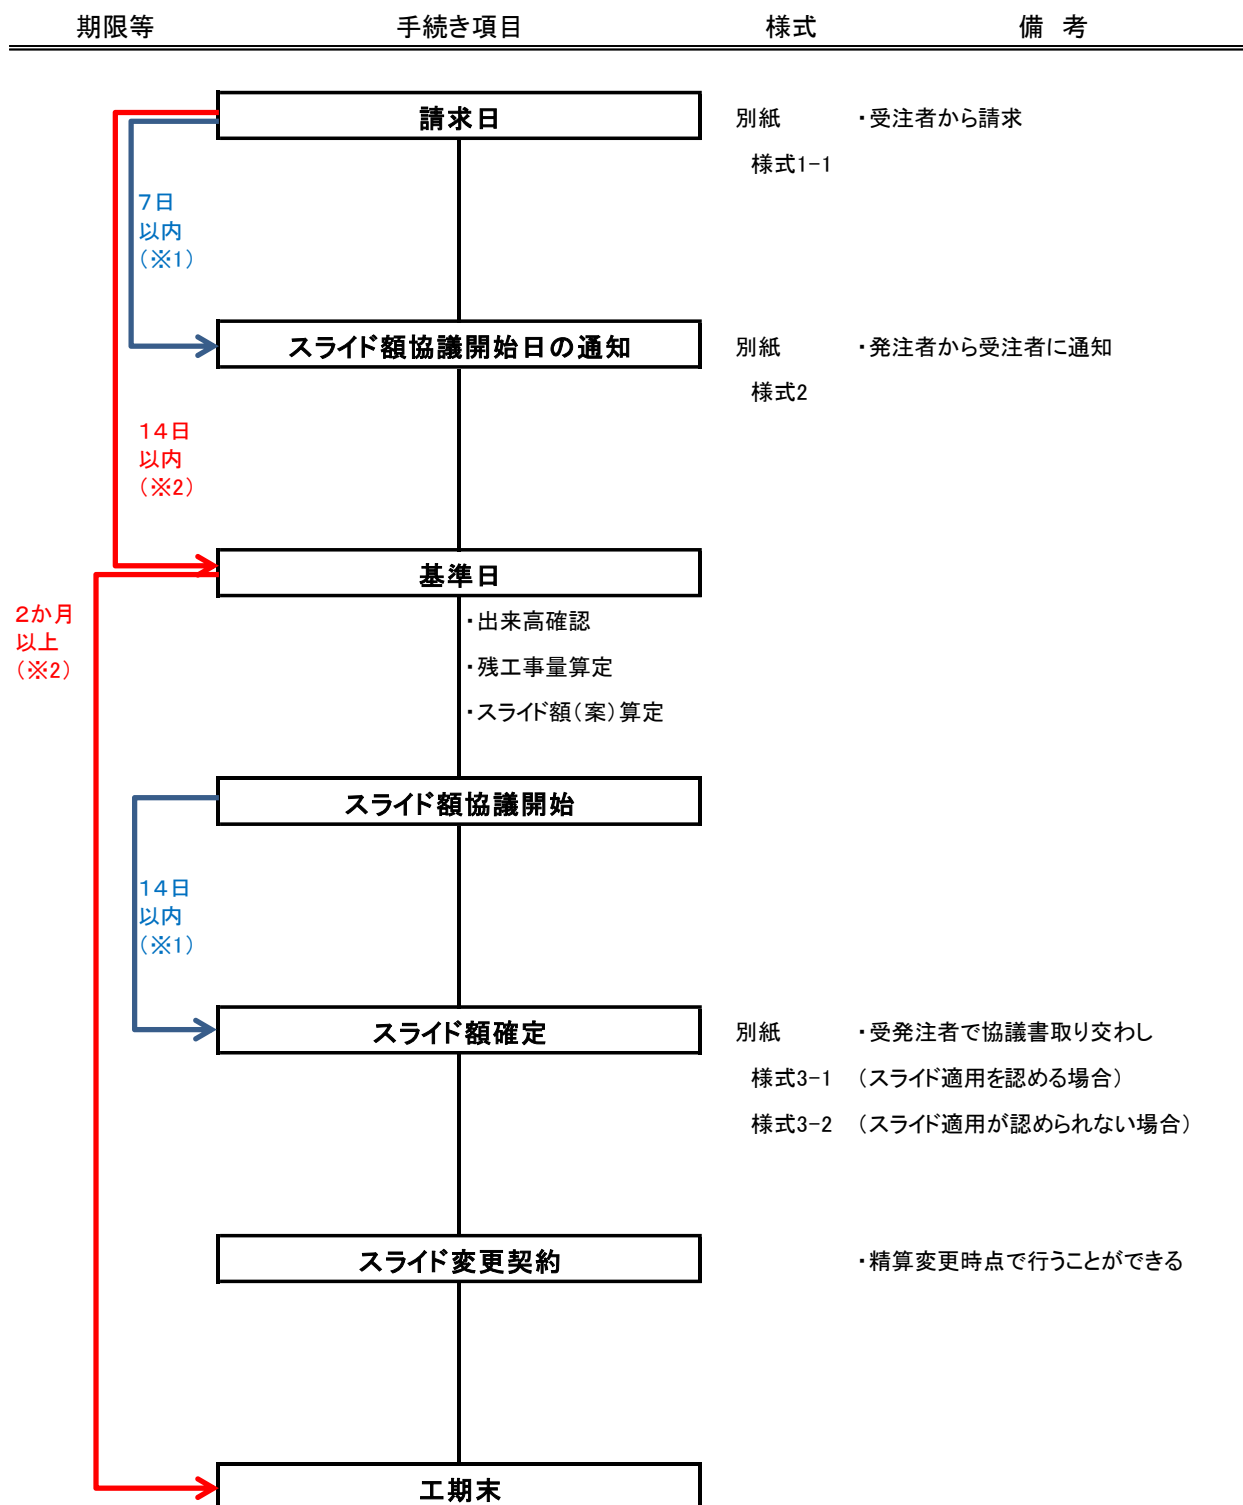 期限等 手続き項目 様式 備 考
請求日 別紙 ・受注者から請求
様式1-1
７日
以内
（※1）
スライド額協議開始日の通知 別紙 ・発注者から受注者に通知
様式2
１４日
以内
（※2）
基準日
２か月
以上
（※2）
・出来高確認
・残工事量算定
・スライド額（案）算定
スライド額協議開始
１４日
以内
（※1）
スライド額確定 別紙 ・受発注者で協議書取り交わし
様式3-1 （スライド適用を認める場合）
様式3-2 （スライド適用が認められない場合）
スライド変更契約 ・精算変更時点で行うことができる
工期末